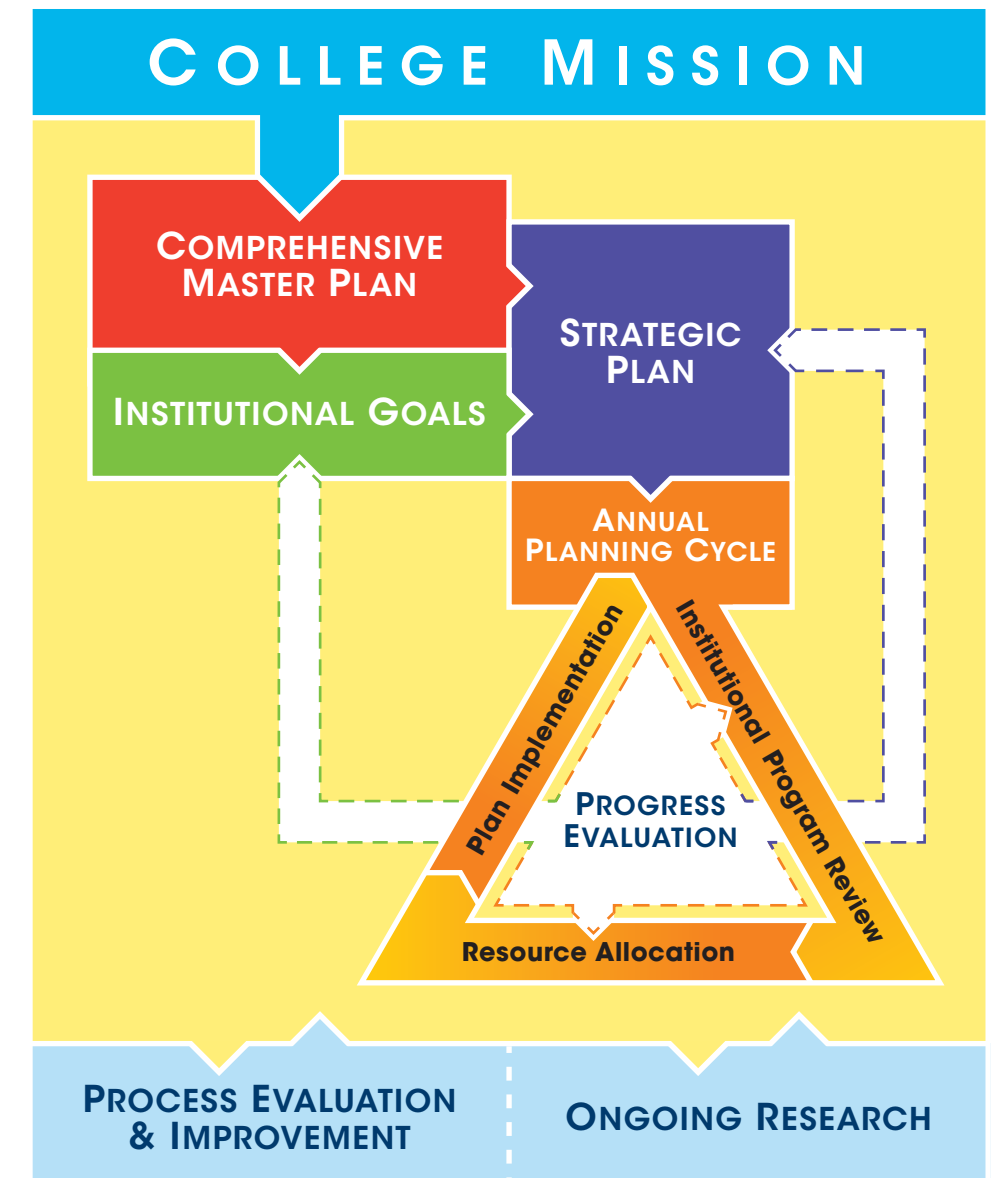 COLLEGE MISSION
COMPREHENSIVE
MASTER PLAN
STRATEGIC
PLAN
INSTITUTIONAL GOALS
ANNUAL
PLANNING CYCLE
Plan Implementation
Institutional Program Review
PROGRESS
EVALUATION
Resource Allocation
PROCESS EVALUATION
& IMPROVEMENT
ONGOING RESEARCH